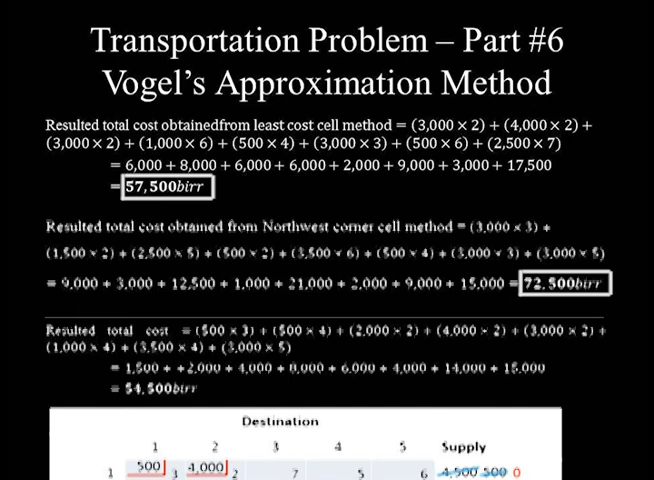 Transportation Problem – Part #6
Vogel's Approximation Method
Resulted total cost obtainedfrom least cost cell method = (3,000 × 2) + (4,000 × 2) +
(3,000 × 2) + (1,000 × 6) + (500 × 4) + (3,000 × 3) + (500 × 6) + (2,500 × 7)
= 6,000 + 8,000 + 6,000 + 6,000 + 2,000 + 9,000 + 3,000 + 17,500
= 57,500birr
Resulted total cost obtained from Northwest corner cell method = (3,000 × 3) +
(1,500 × 2) + (2,500 × 5) + (500 × 2) + (3,500 × 6) + (500 × 4) + (3,000 × 3) + (3,000 × 5)
= 9,000 + 3,000 + 12,500 + 1,000 + 21,000 + 2,000 + 9,000 + 15,000 = 72,500birr
Resulted total cost = (500 × 3) + (500 × 4) + (2,000 × 2) + (4,000 × 2) + (3,000 × 2) +
(1,000 × 4) + (3,500 × 4) + (3,000 × 5)
= 1,500 + +2,000 + 4,000 + 8,000 + 6,000 + 4,000 + 14,000 + 15,000
= 54,500birr
Destination
1 2 3 4 5 Supply
1 500 3 4,000 2 7 5 6 4,500 500 0